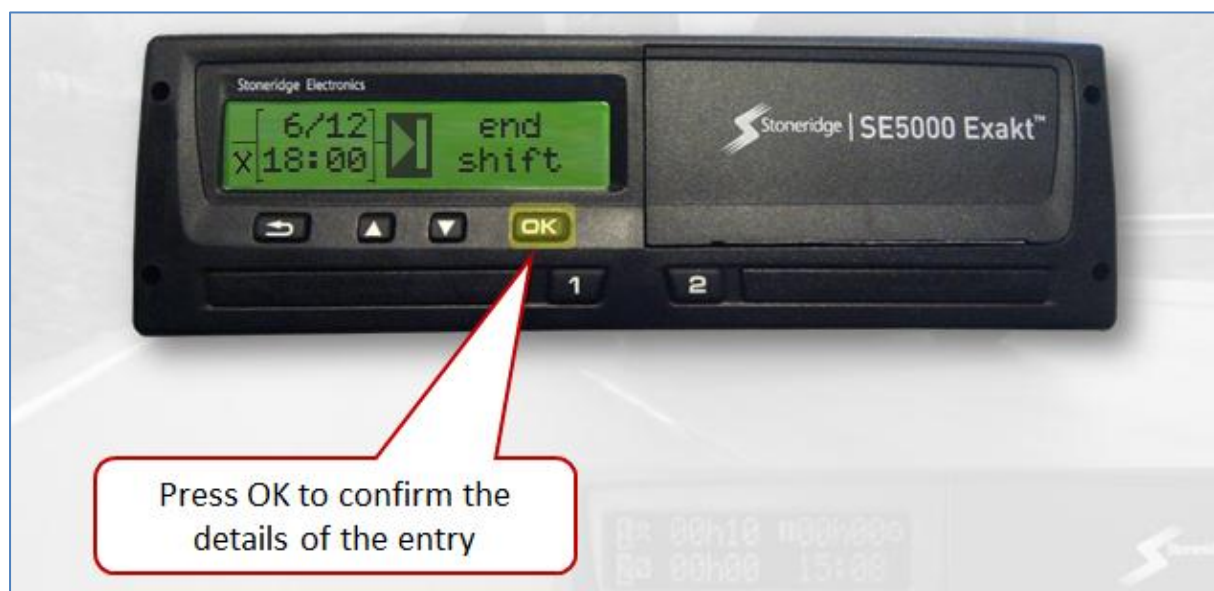 Stoneridge Electronics
6/12 end
X 18:00 shift
Stoneridge | SE5000 Exakt™
OK
1 2
Press OK to confirm the
details of the entry